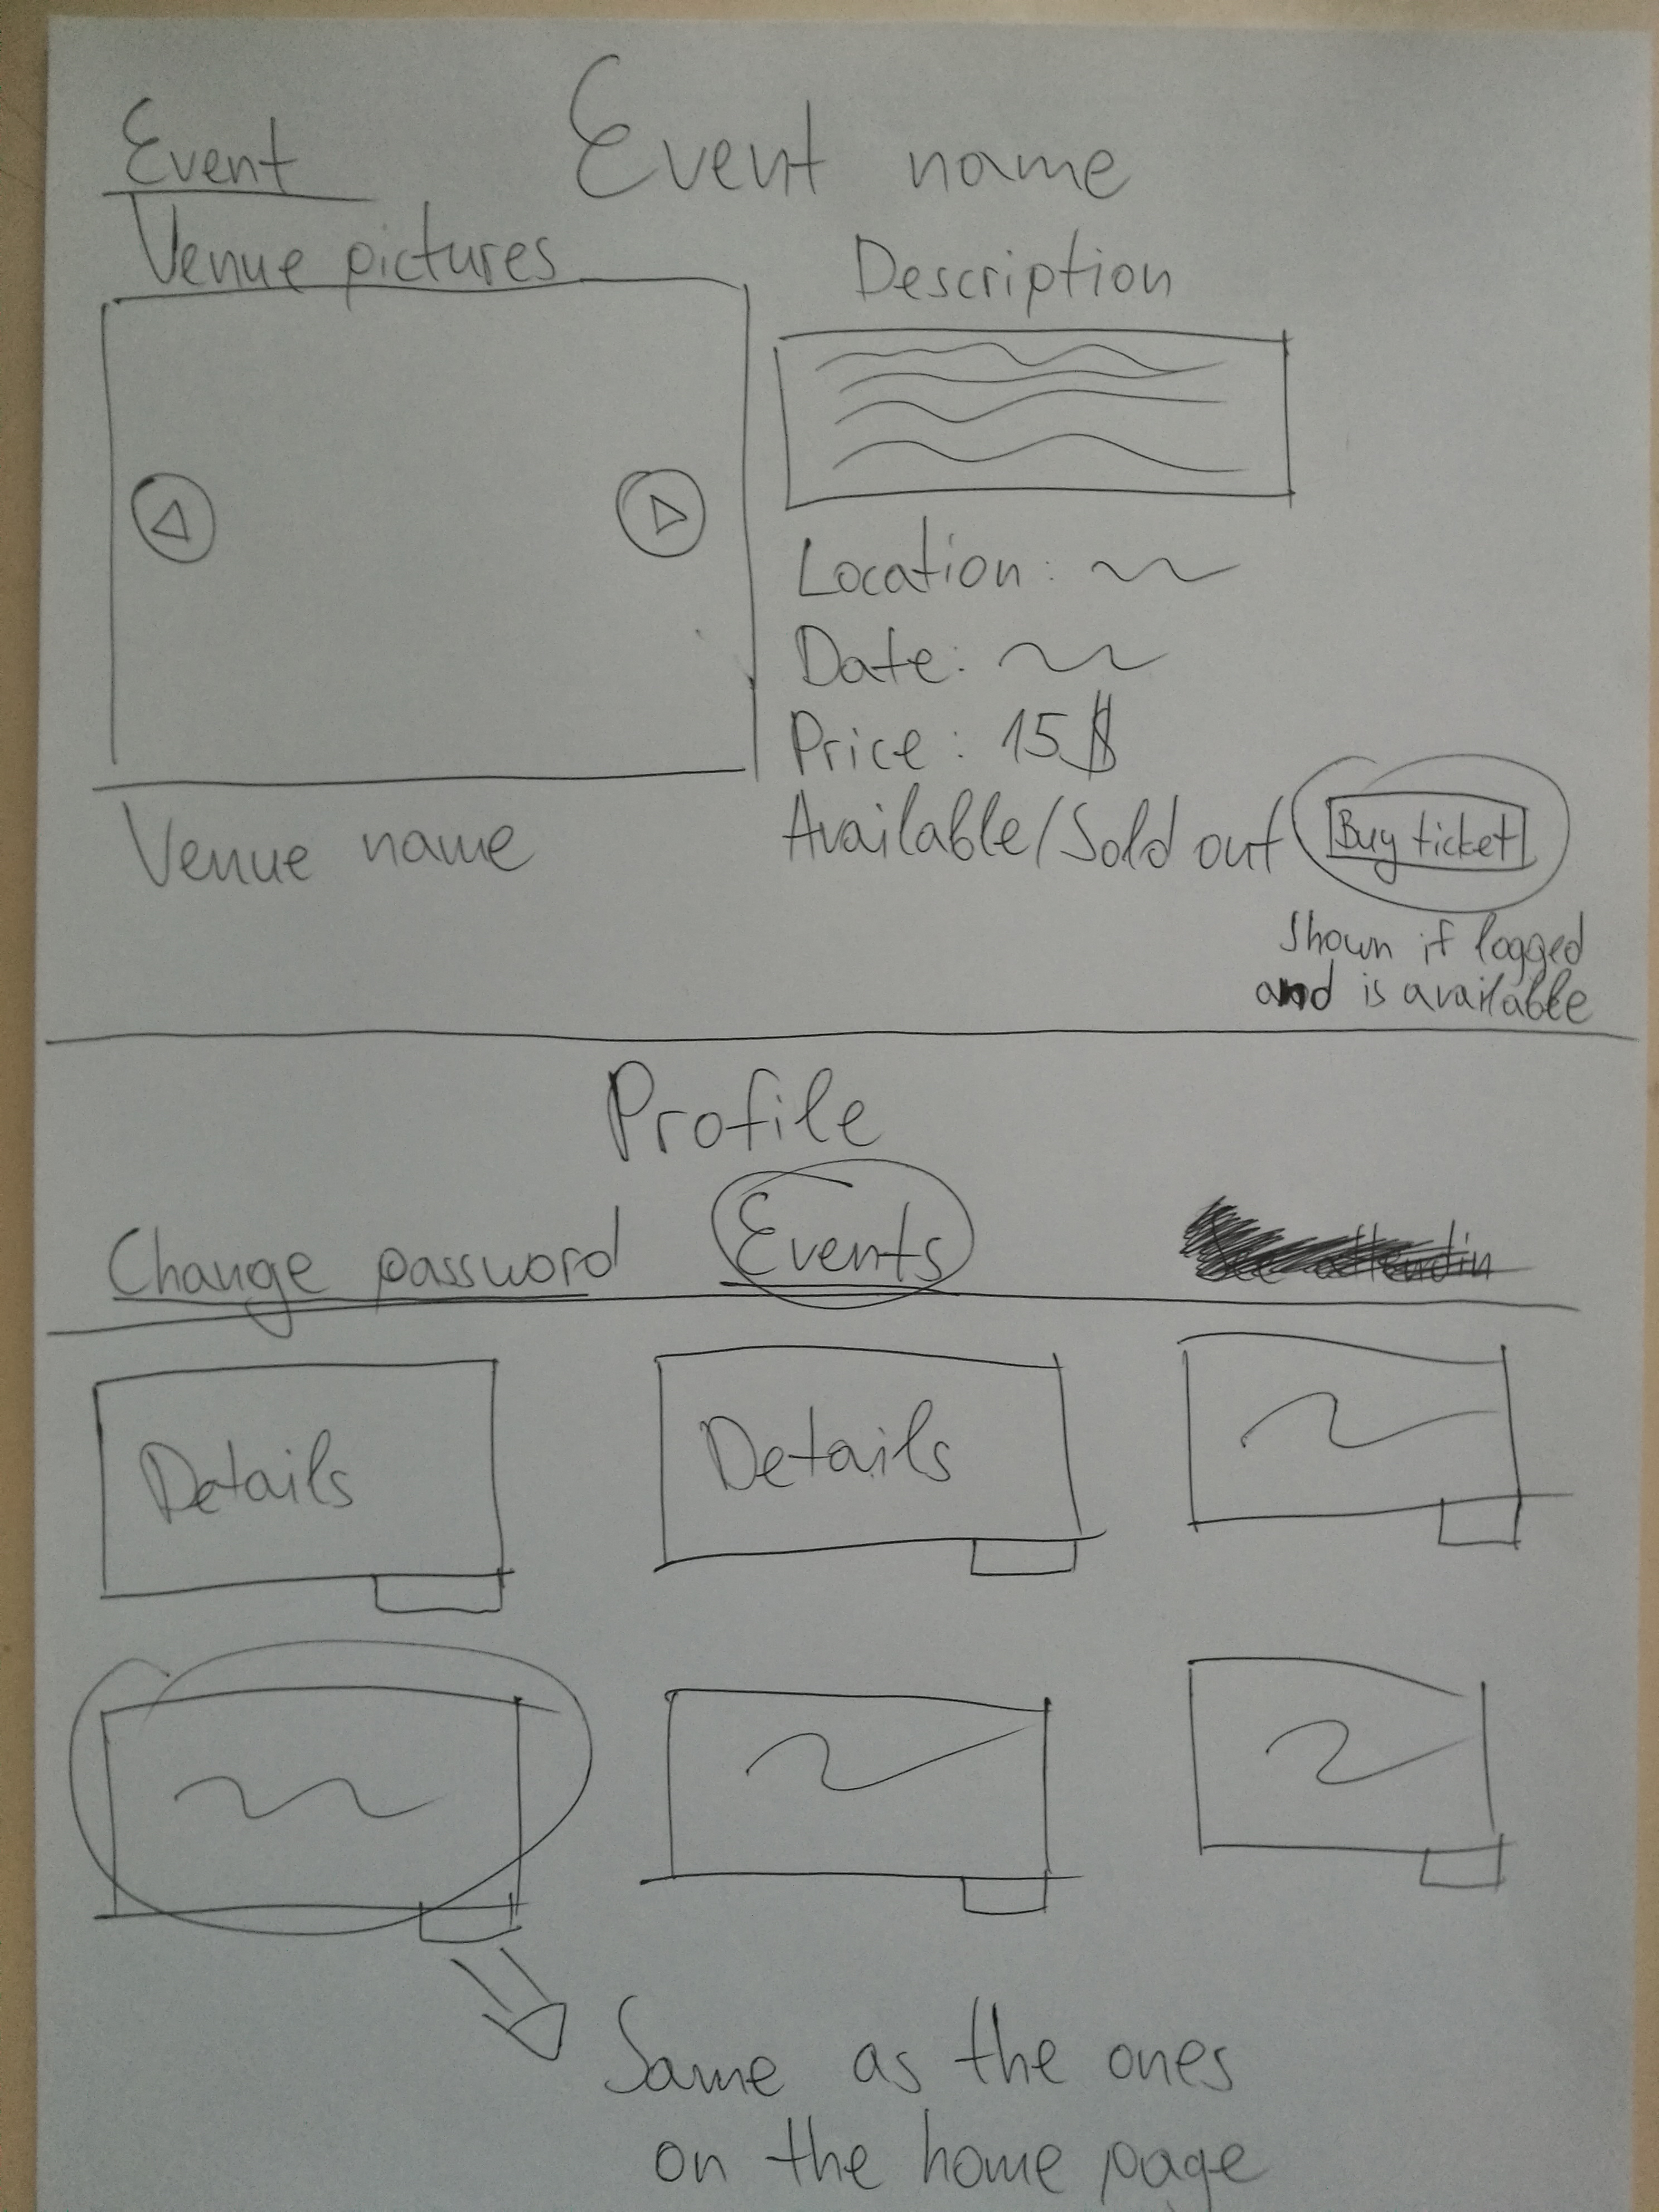 Event
Event name
Venue pictures
Description
Location:
Date:
Price: 15$
Available/Sold out
Buy ticket
Shown if logged
and is available
Venue name
Profile
Change password
Events
Details
Details
Same as the ones
on the home page